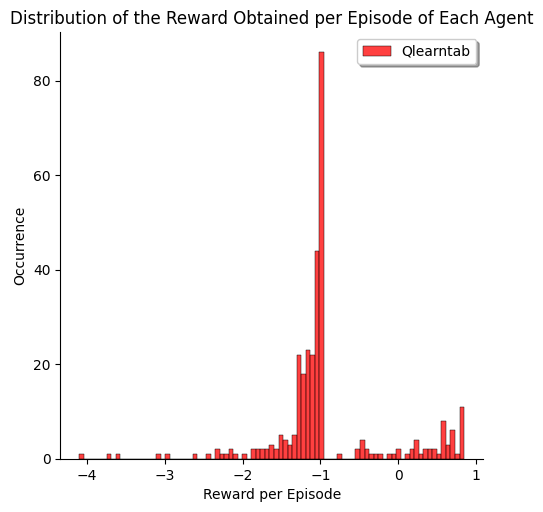 Distribution of the Reward Obtained per Episode of Each Agent
Qlearntab
80
60
40
20
0
Occurrence
−4 −3 −2 −1 0 1
Reward per Episode